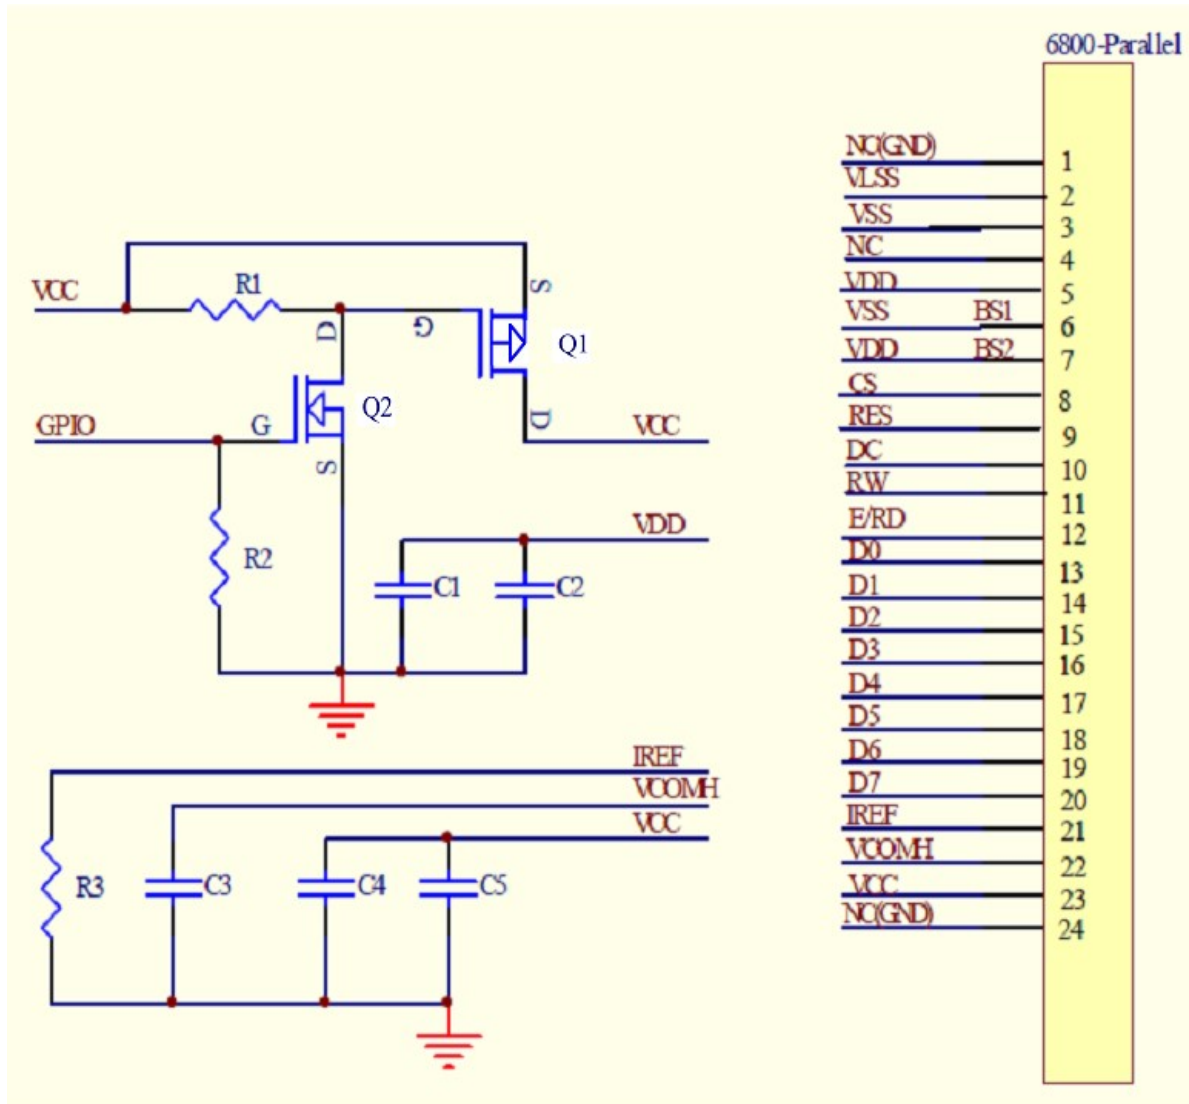 6800-Parallel
VCC
R1
S
D
G
Q1
GPIO
G
Q2
D
VCC
S
R2
VDD
C1
C2
IREF
VCOMH
VCC
R3
C3
C4
C5
NC(GND) 1
VLSS 2
VSS 3
NC 4
VDD 5
VSS BS1 6
VDD BS2 7
CS 8
RES 9
DC 10
RW 11
E/RD 12
D0 13
D1 14
D2 15
D3 16
D4 17
D5 18
D6 19
D7 20
IREF 21
VCOMH 22
VCC 23
NC(GND) 24